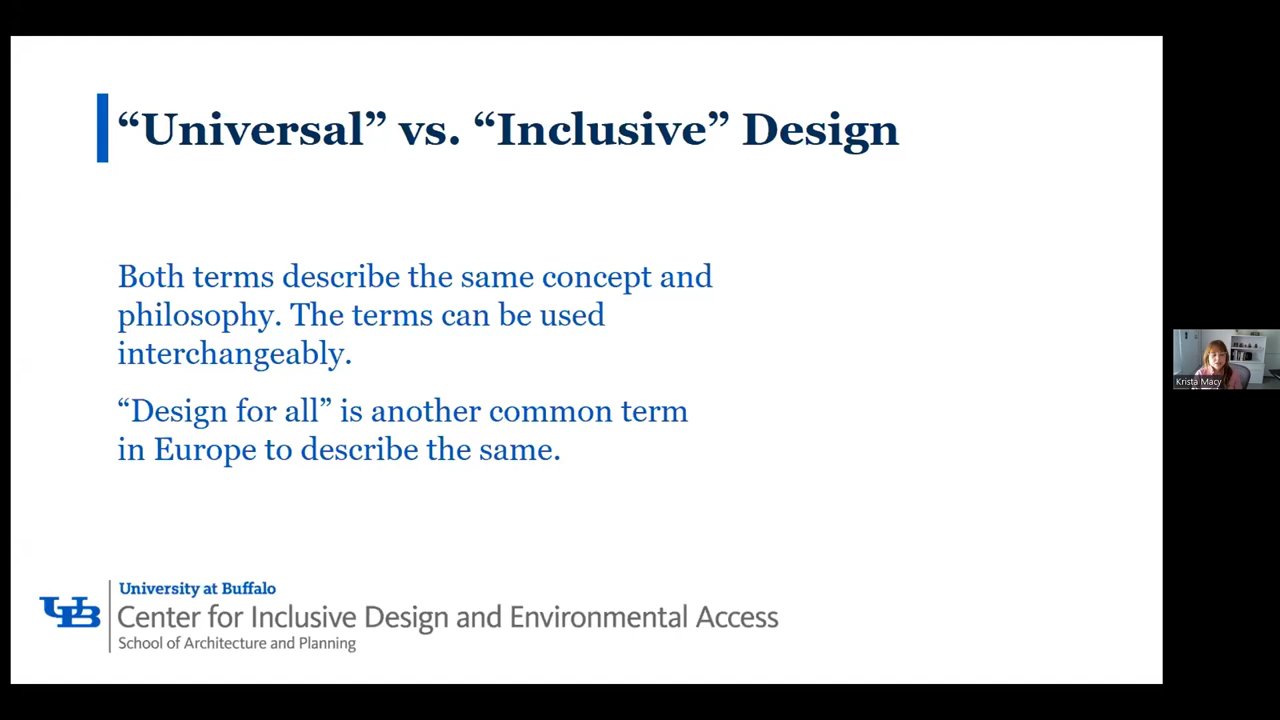 “Universal” vs. “Inclusive” Design
Both terms describe the same concept and
philosophy. The terms can be used
interchangeably.
“Design for all” is another common term
in Europe to describe the same.
UB
University at Buffalo
Center for Inclusive Design and Environmental Access
School of Architecture and Planning
Krista Macy